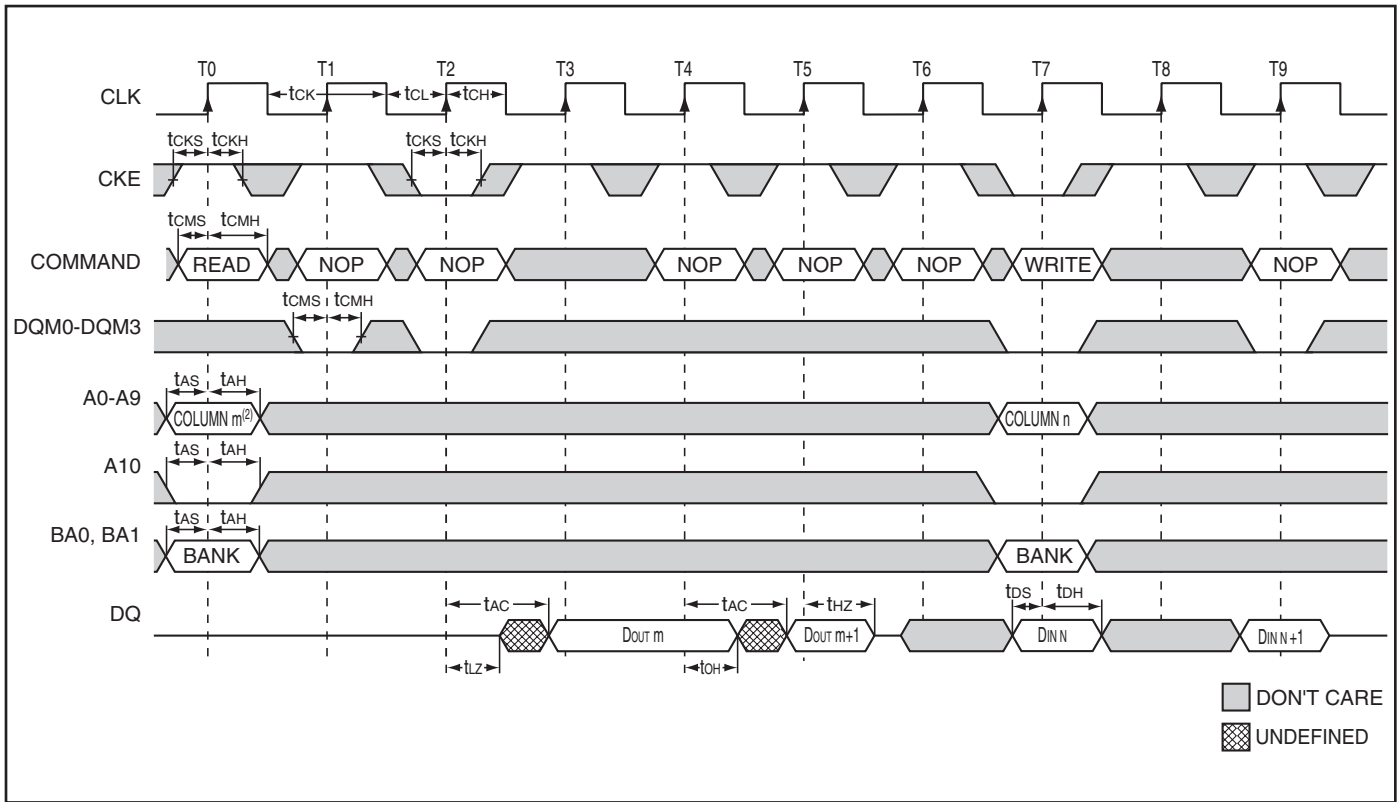 T0 T1 T2 T3 T4 T5 T6 T7 T8 T9
CLK tCK tCL tCH
tCKS tCKH tCKS tCKH
CKE
tCMS tCMH
COMMAND READ NOP NOP NOP NOP NOP WRITE NOP
tCMS tCMH
DQM0-DQM3
tAS tAH
A0-A9 COLUMN m(2) COLUMN n
tAS tAH
A10
tAS tAH
BA0, BA1 BANK BANK
tAC tAC tHZ tDS tDH
DQ DOUT m DOUT m+1 DIN N DIN N+1
tLZ tOH
DON'T CARE
UNDEFINED